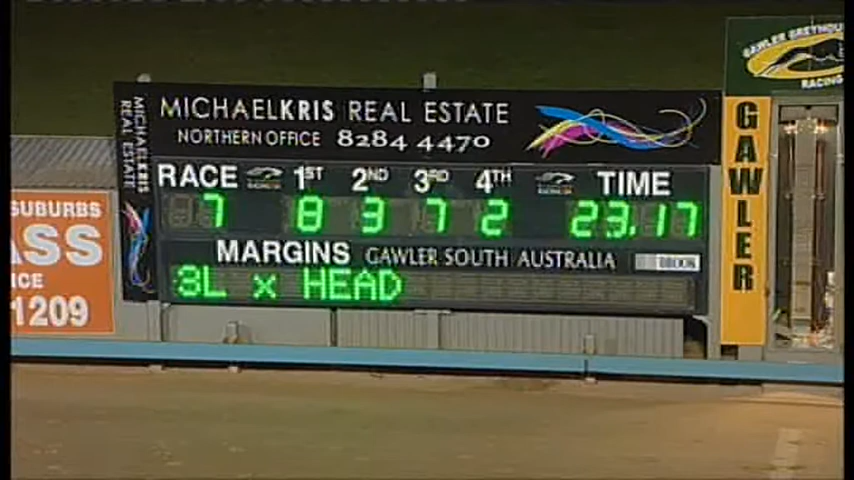 GAWLER GREYHOUND
RACING
MICHAELKRIS REAL ESTATE
NORTHERN OFFICE 8284 4470
MICHAELKRIS
REAL ESTATE
RACE 1ST 2ND 3RD 4TH TIME
7 8 3 7 2 23.17
MARGINS GAWLER SOUTH AUSTRALIA
3L x HEAD
GAWLER
SUBURBS
ASS
ICE
1209